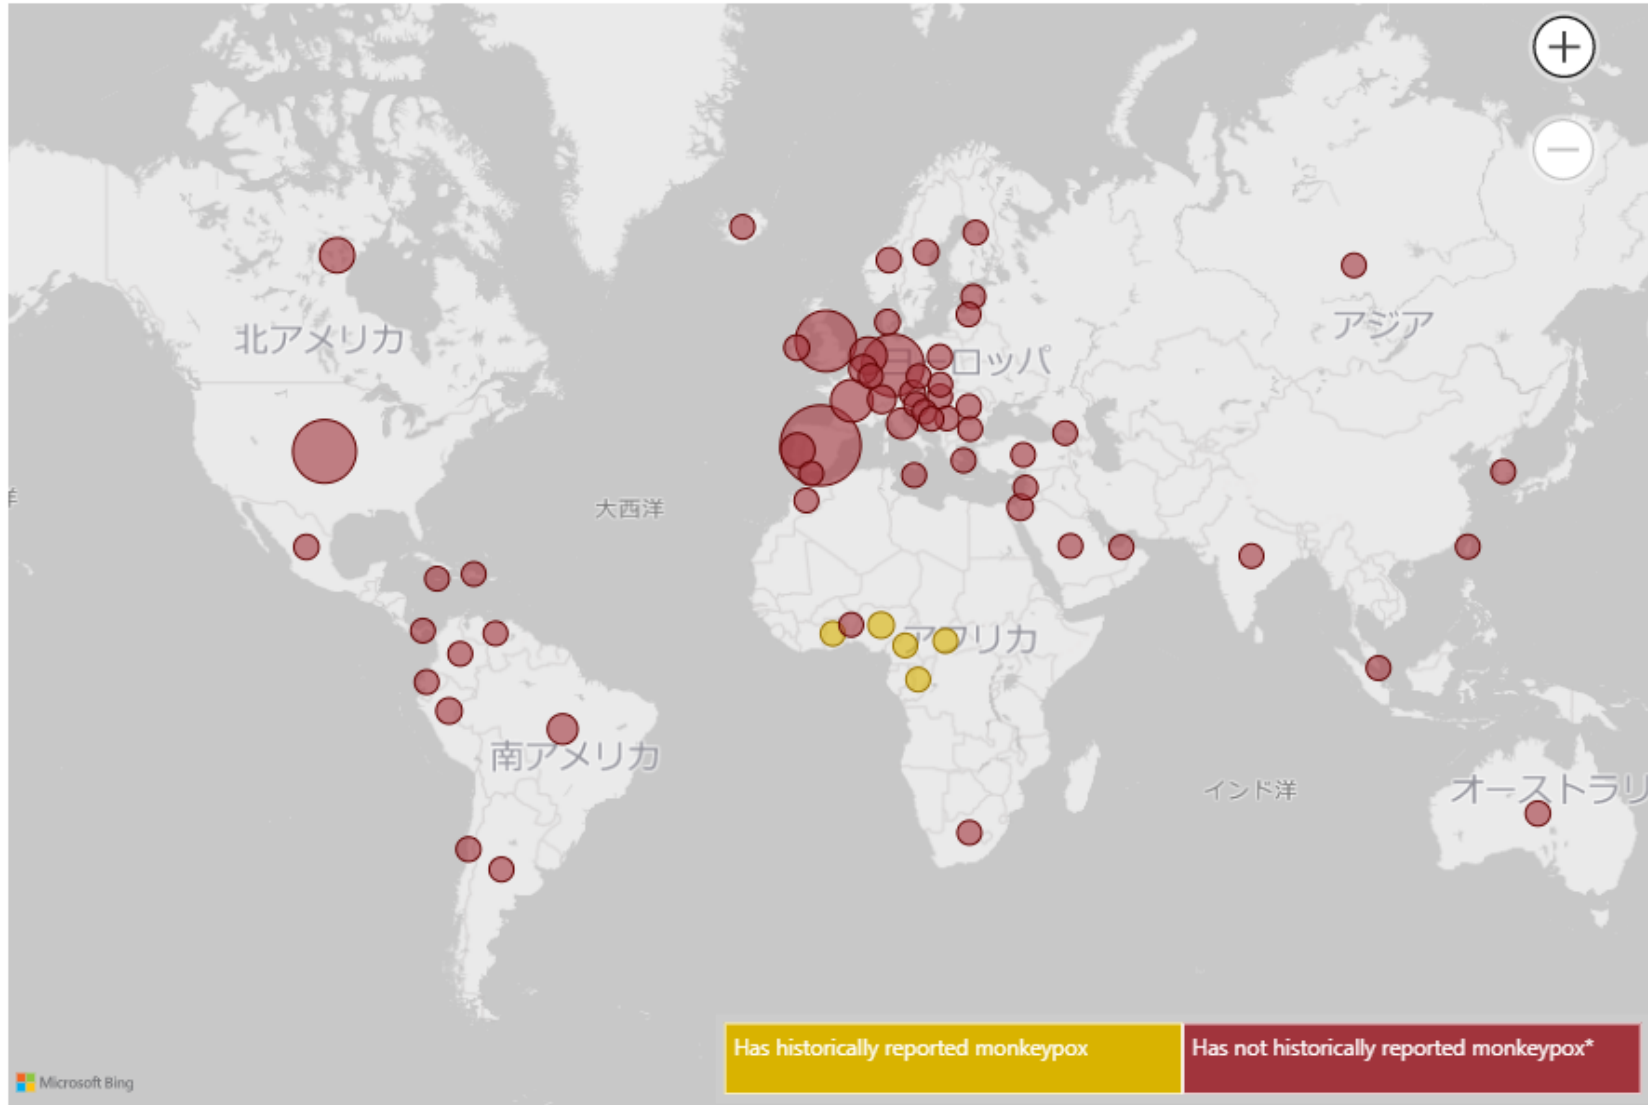 北アメリカ
アジア
ヨーロッパ
大西洋
洋
アフリカ
南アメリカ
インド洋
オーストラリ
Has historically reported monkeypox
Has not historically reported monkeypox*
Microsoft Bing